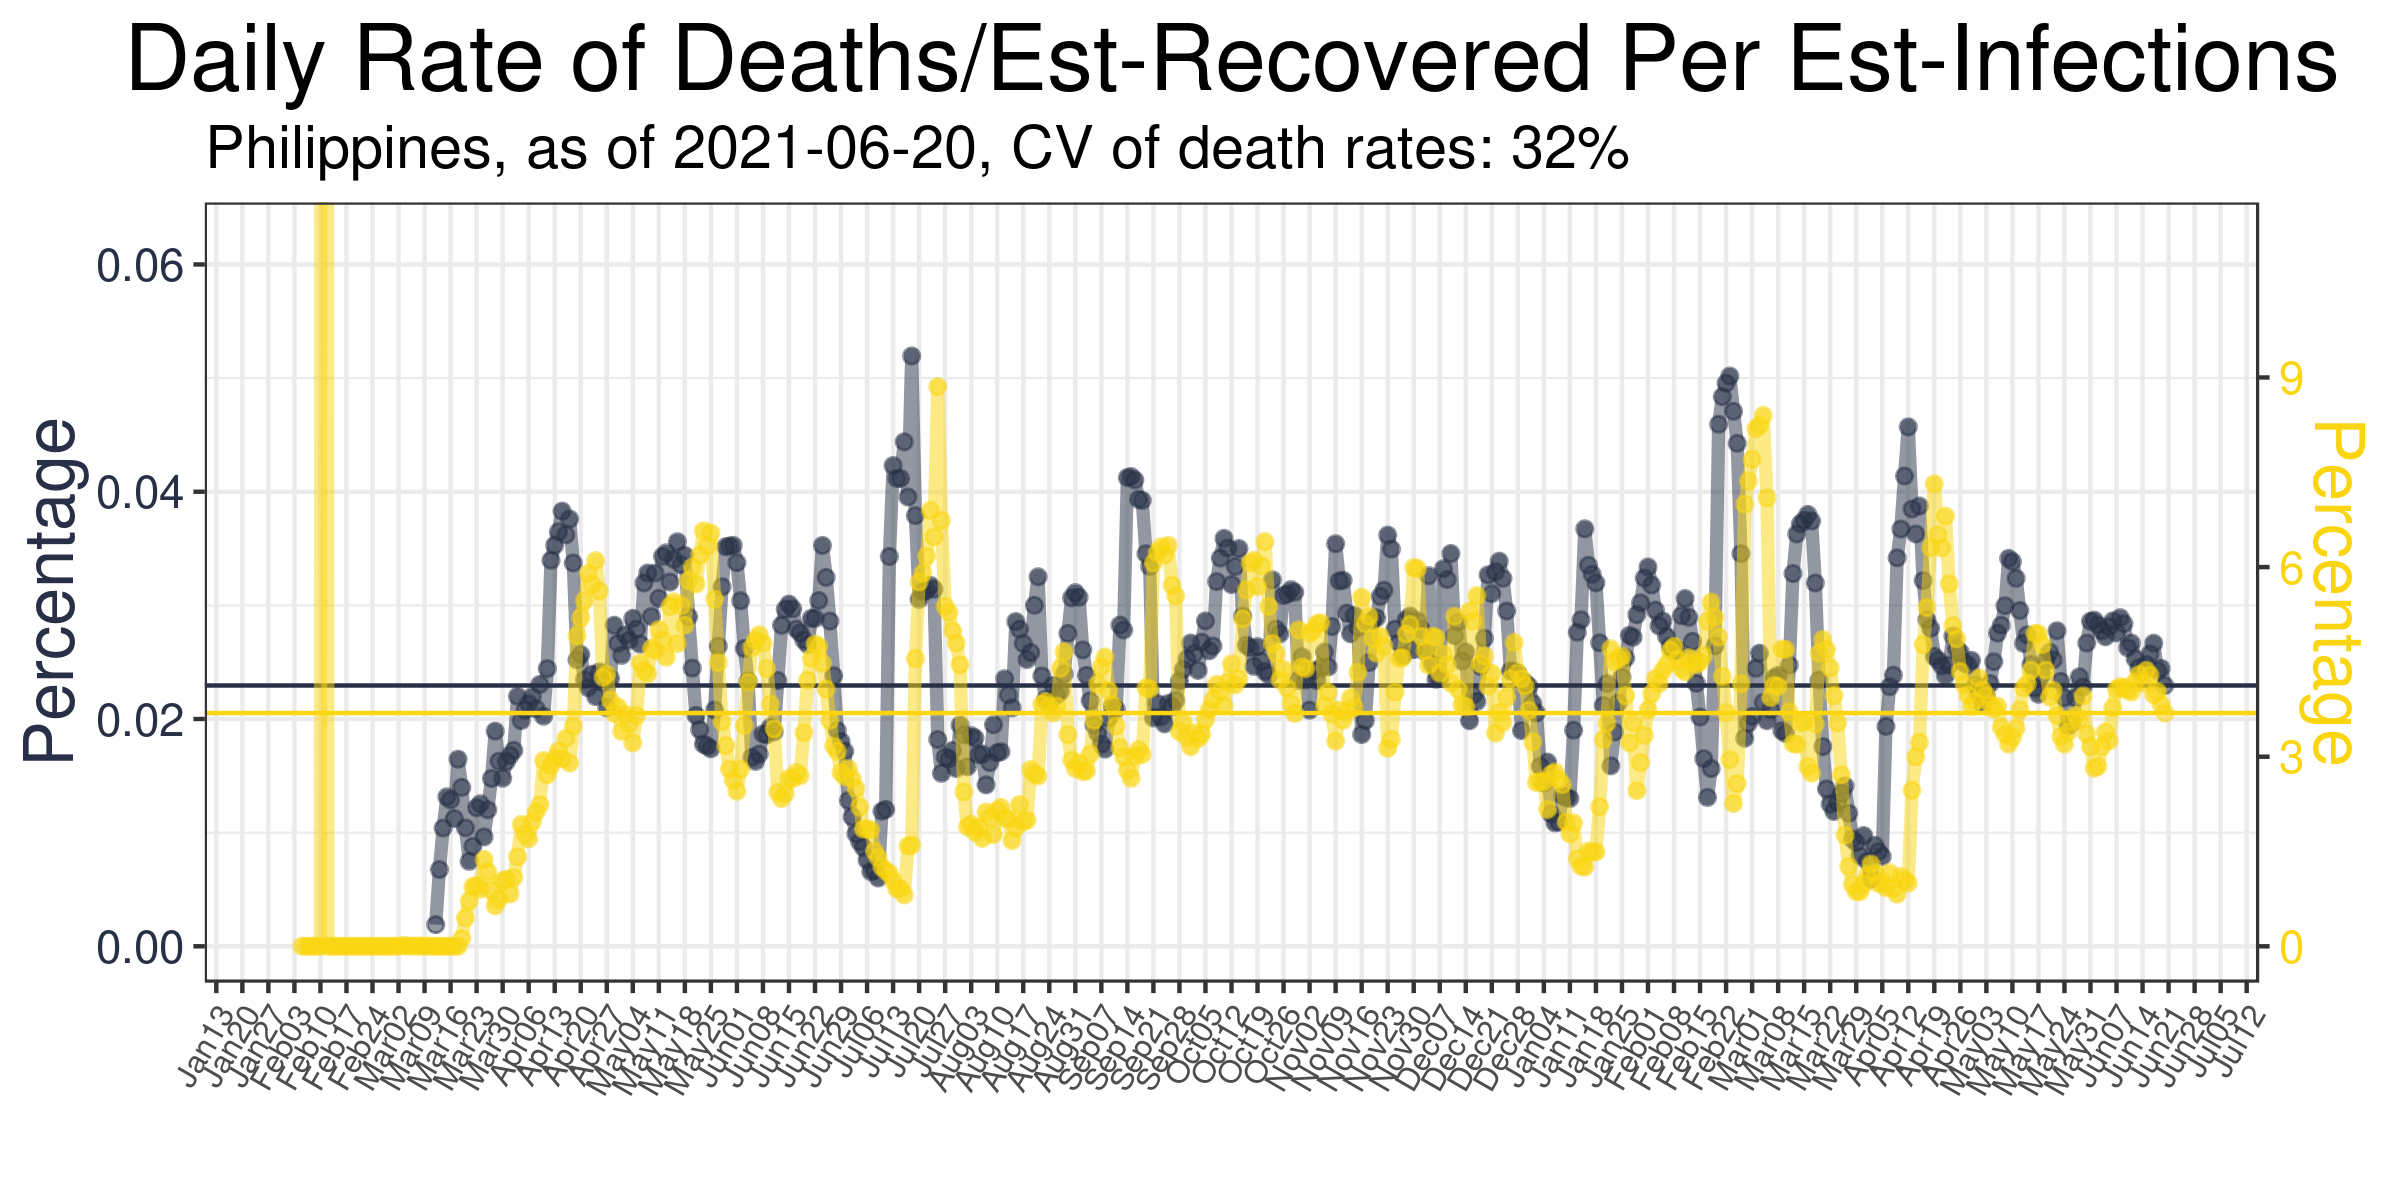 Daily Rate of Deaths/Est-Recovered Per Est-Infections
Philippines, as of 2021-06-20, CV of death rates: 32%
Percentage
0.06
0.04
0.02
0.00
9
6
3
0
Percentage
Jan13
Jan20
Jan27
Feb03
Feb10
Feb17
Feb24
Mar02
Mar09
Mar16
Mar23
Mar30
Apr06
Apr13
Apr20
Apr27
May04
May11
May18
May25
Jun01
Jun08
Jun15
Jun22
Jun29
Jul06
Jul13
Jul20
Jul27
Aug03
Aug10
Aug17
Aug24
Aug31
Sep07
Sep14
Sep21
Sep28
Oct05
Oct12
Oct19
Oct26
Nov02
Nov09
Nov16
Nov23
Nov30
Dec07
Dec14
Dec21
Dec28
Jan04
Jan11
Jan18
Jan25
Feb01
Feb08
Feb15
Feb22
Mar01
Mar08
Mar15
Mar22
Mar29
Apr05
Apr12
Apr19
Apr26
May03
May10
May17
May24
May31
Jun07
Jun14
Jun21
Jun28
Jul05
Jul12